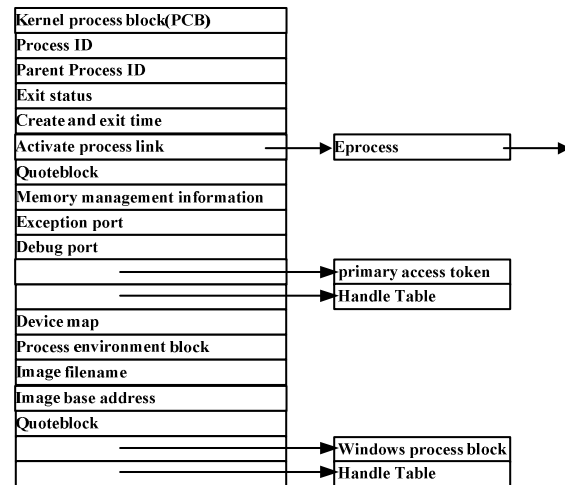 Kernel process block(PCB)
Process ID
Parent Process ID
Exit status
Create and exit time
Activate process link
Eprocess
Quoteblock
Memory management information
Exception port
Debug port
primary access token
Handle Table
Device map
Process environment block
Image filename
Image base address
Quoteblock
Windows process block
Handle Table